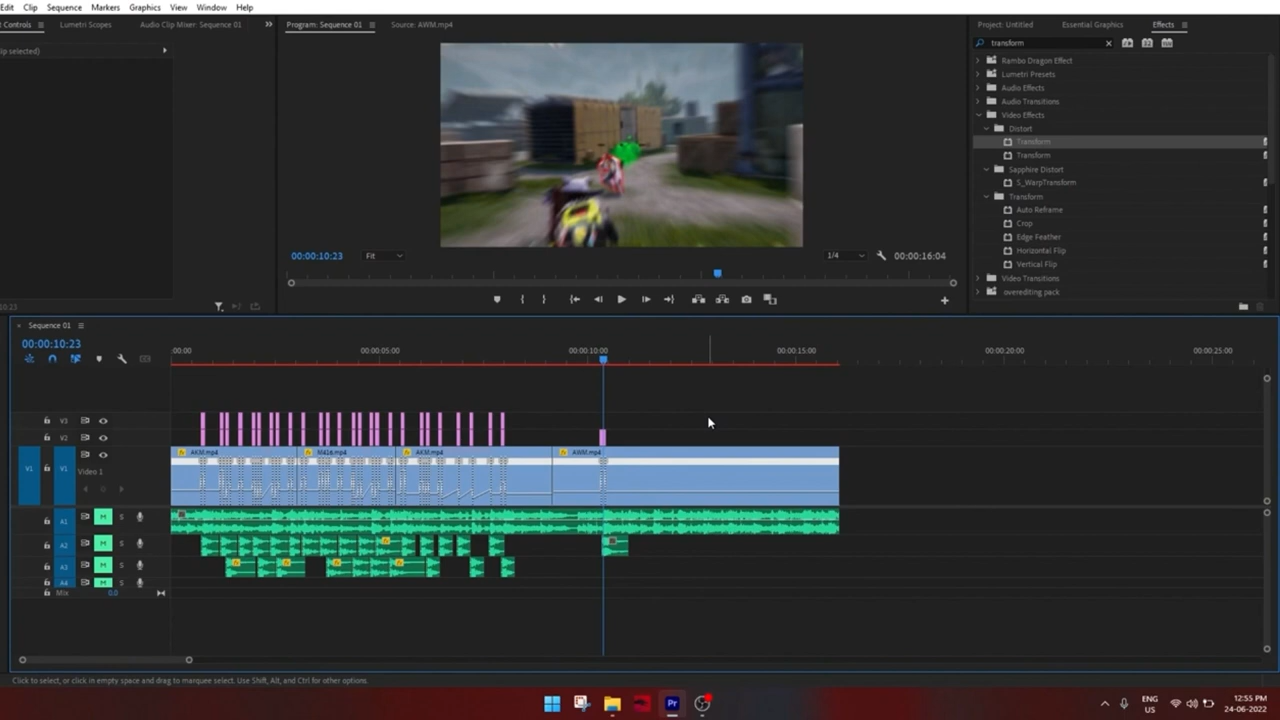 Edit Clip Sequence Markers Graphics View Window Help
Controls Lumetri Scopes Audio Clip Mixer: Sequence 01
ip selected)
Program: Sequence 01 Source: AWM.mp4
Project: Untitled Essential Graphics Effects
transform
Rambo Dragon Effect
Lumetri Presets
Audio Effects
Audio Transitions
Video Effects
Distort
Transform
Transform
Sapphire Distort
S_WarpTransform
Transform
Auto Reframe
Crop
Edge Feather
Horizontal Flip
Vertical Flip
Video Transitions
overediting pack
00:00:10:23 Fit 1/4 00:00:16:04
10:23
× Sequence 01
00:00:10:23
:00:00 00:00:05:00 00:00:10:00 00:00:15:00 00:00:20:00 00:00:25:00
V3
V2
V1 V1 Video 1
fx AKM.mp4 M416.mp4 fx AKM.mp4 fx AWM.mp4
A1 M S
A2 M S
A3 M S
A4 M S
Mix 0.0
Click to select, or click in empty space and drag to marquee select. Use Shift, Alt, and Ctrl for other options.
Pr
ENG
US
12:55 PM
24-06-2022